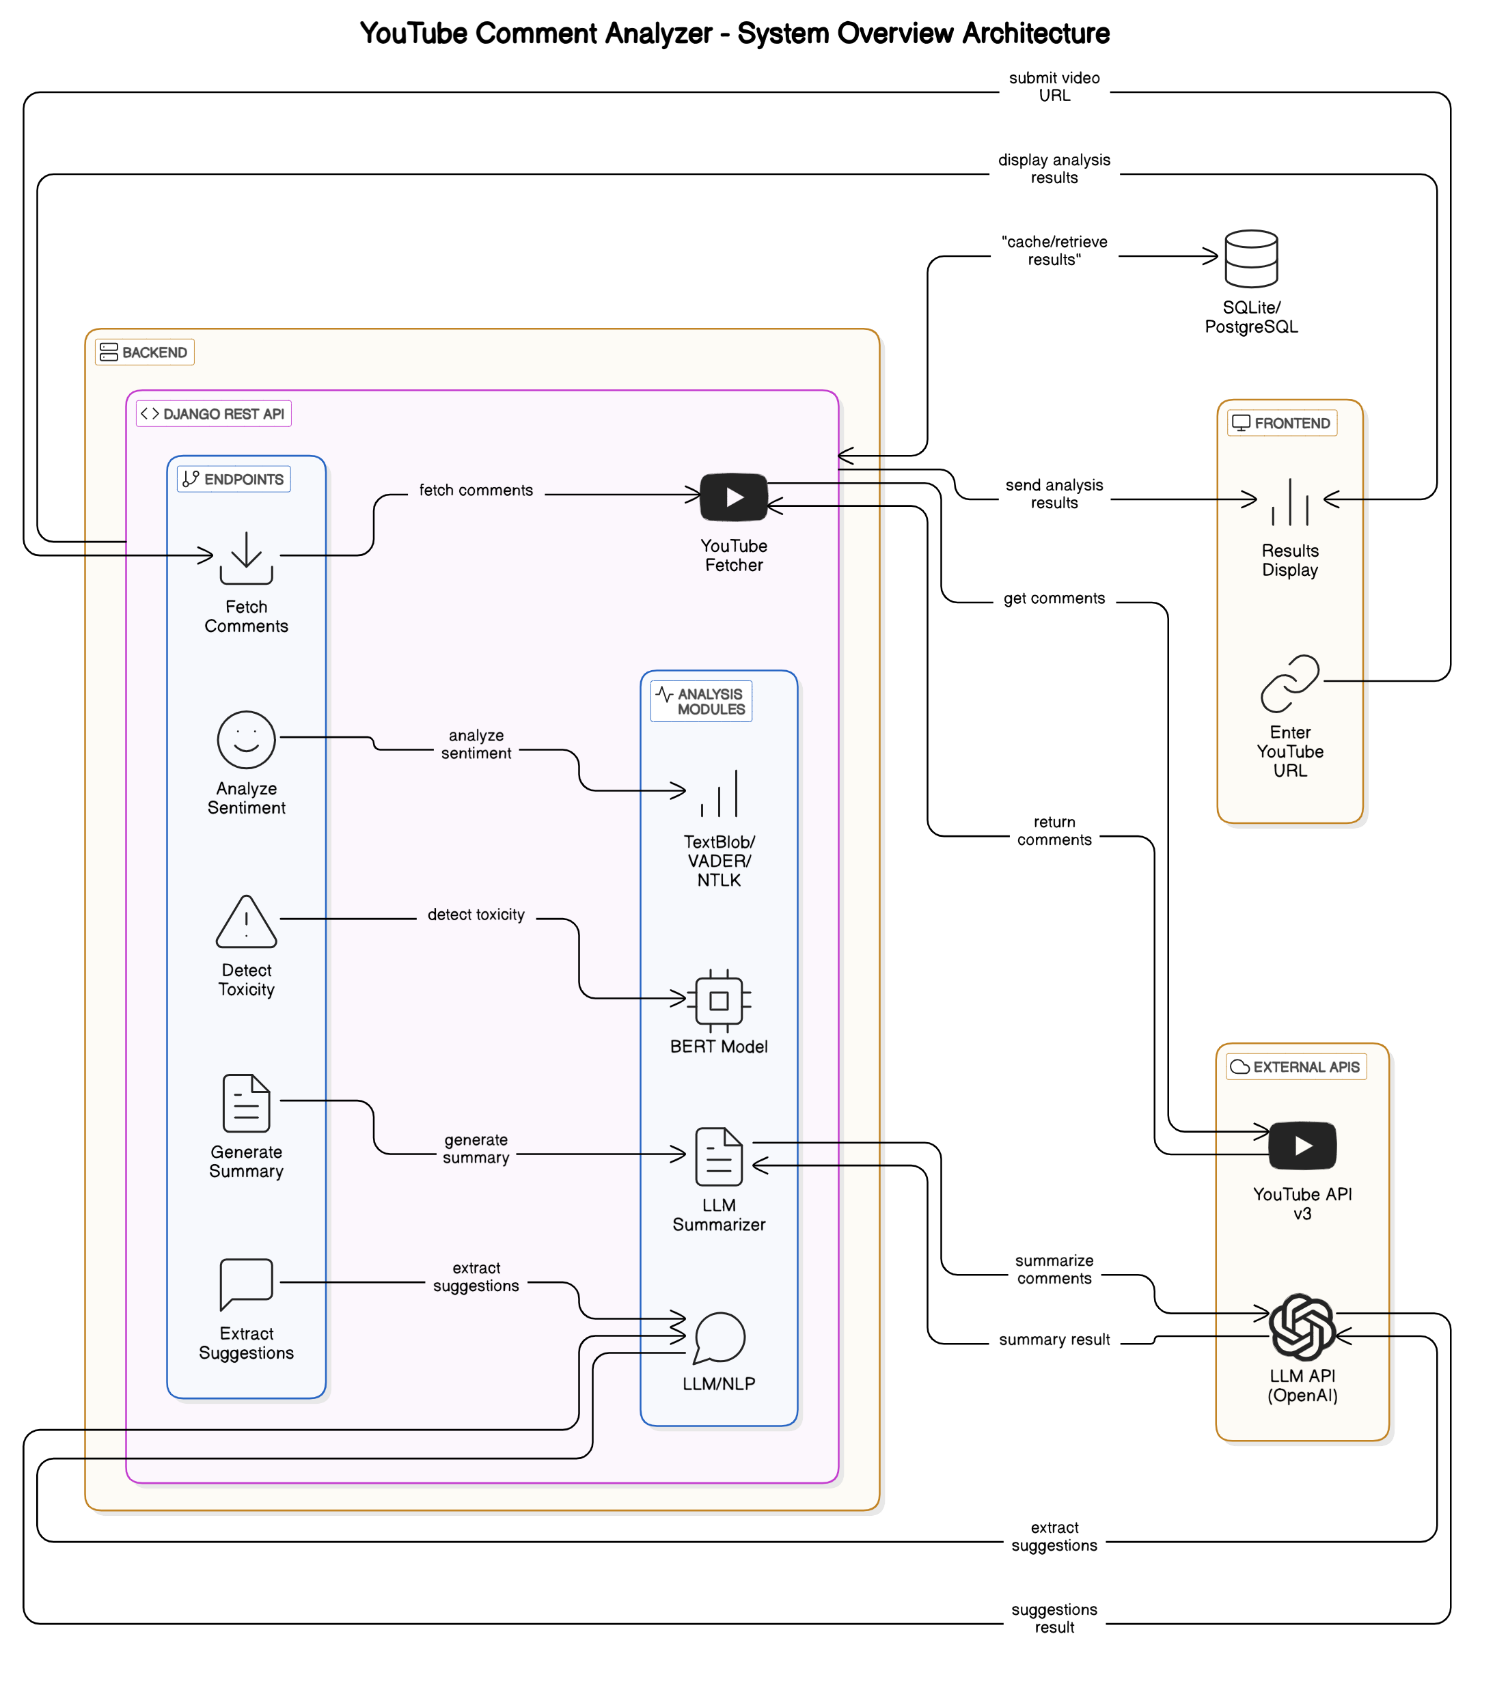 YouTube Comment Analyzer - System Overview Architecture
submit video
URL
display analysis
results
"cache/retrieve
results"
SQLite/
PostgreSQL
BACKEND
DJANGO REST API
ENDPOINTS
Fetch
Comments
fetch comments
YouTube
Fetcher
send analysis
results
FRONTEND
Results
Display
get comments
Enter
YouTube
URL
Analyze
Sentiment
analyze
sentiment
ANALYSIS
MODULES
TextBlob/
VADER/
NTLK
return
comments
Detect
Toxicity
detect toxicity
BERT Model
EXTERNAL APIS
YouTube API
v3
Generate
Summary
generate
summary
LLM
Summarizer
summarize
comments
summary result
LLM API
(OpenAI)
Extract
Suggestions
extract
suggestions
LLM/NLP
extract
suggestions
suggestions
result